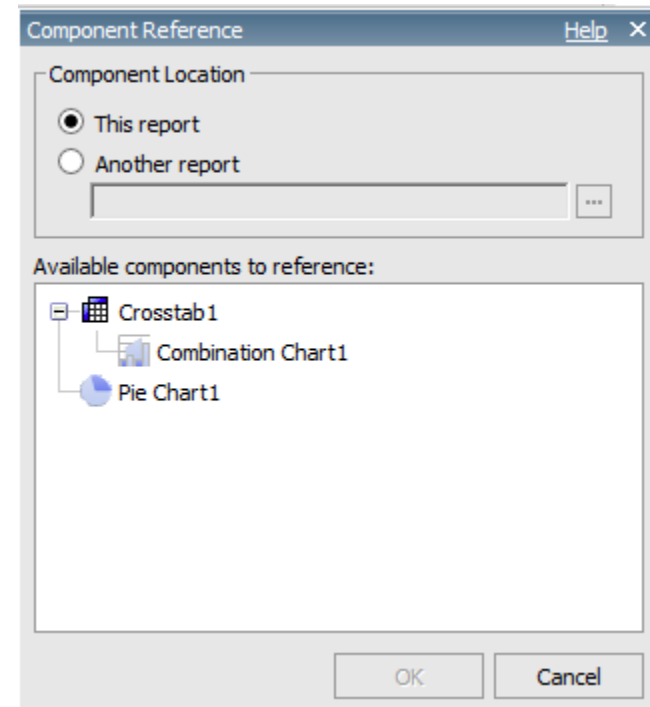 Component Reference Help
Component Location
This report
Another report
...
Available components to reference:
Crosstab1
Combination Chart1
Pie Chart1
OK Cancel